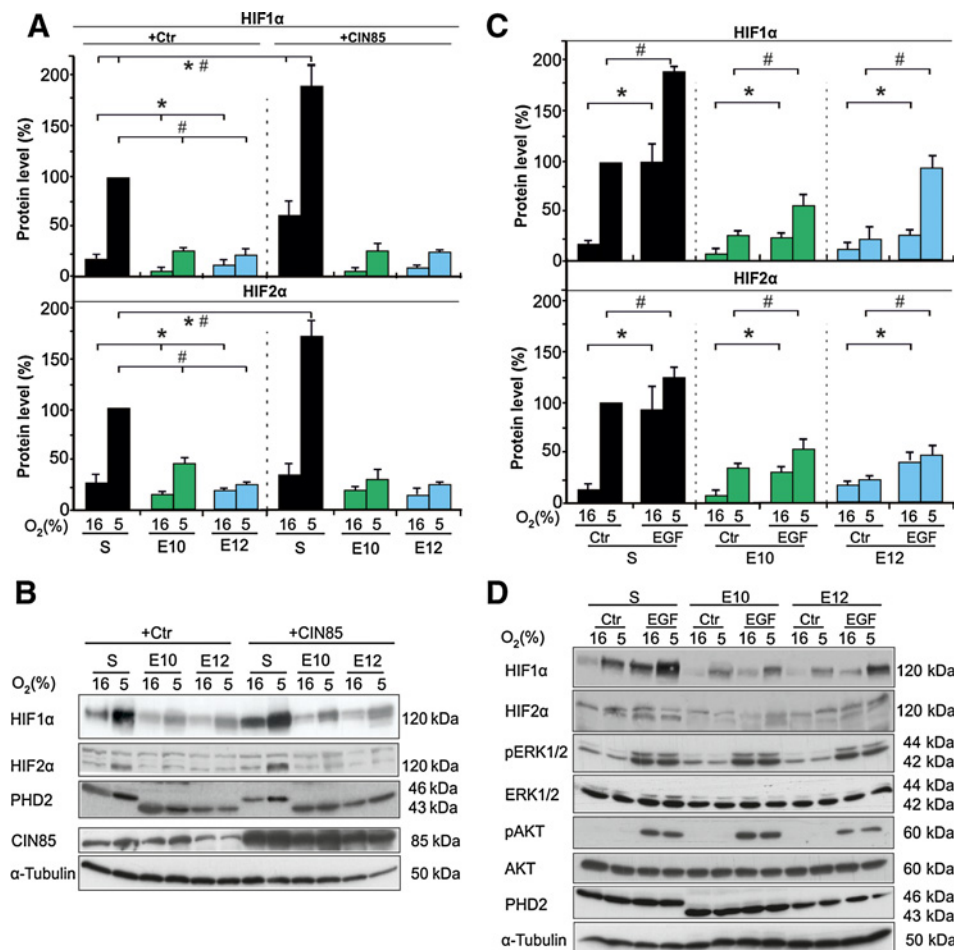 A
HIF1α
+Ctr +CIN85
200
150
100
50
0
Protein level (%)
* #
*
#
HIF2α
200
150
100
50
0
Protein level (%)
* #
*
#
O2(%) 16 5 16 5 16 5 16 5 16 5 16 5
S E10 E12 S E10 E12
B
+Ctr +CIN85
S E10 E12 S E10 E12
O2(%) 16 5 16 5 16 5 16 5 16 5 16 5
HIF1α 120 kDa
HIF2α 120 kDa
PHD2 46 kDa
43 kDa
CIN85 85 kDa
α-Tubulin 50 kDa
C
HIF1α
200
150
100
50
0
Protein level (%)
# # #
* * *
HIF2α
200
150
100
50
0
Protein level (%)
# # #
* * *
O2(%) 16 5 16 5 16 5 16 5 16 5 16 5
Ctr EGF Ctr EGF Ctr EGF
S E10 E12
D
S E10 E12
Ctr EGF Ctr EGF Ctr EGF
O2(%) 16 5 16 5 16 5 16 5 16 5 16 5
HIF1α 120 kDa
HIF2α 120 kDa
pERK1/2 44 kDa
42 kDa
ERK1/2 44 kDa
42 kDa
pAKT 60 kDa
AKT 60 kDa
PHD2 46 kDa
43 kDa
α-Tubulin 50 kDa